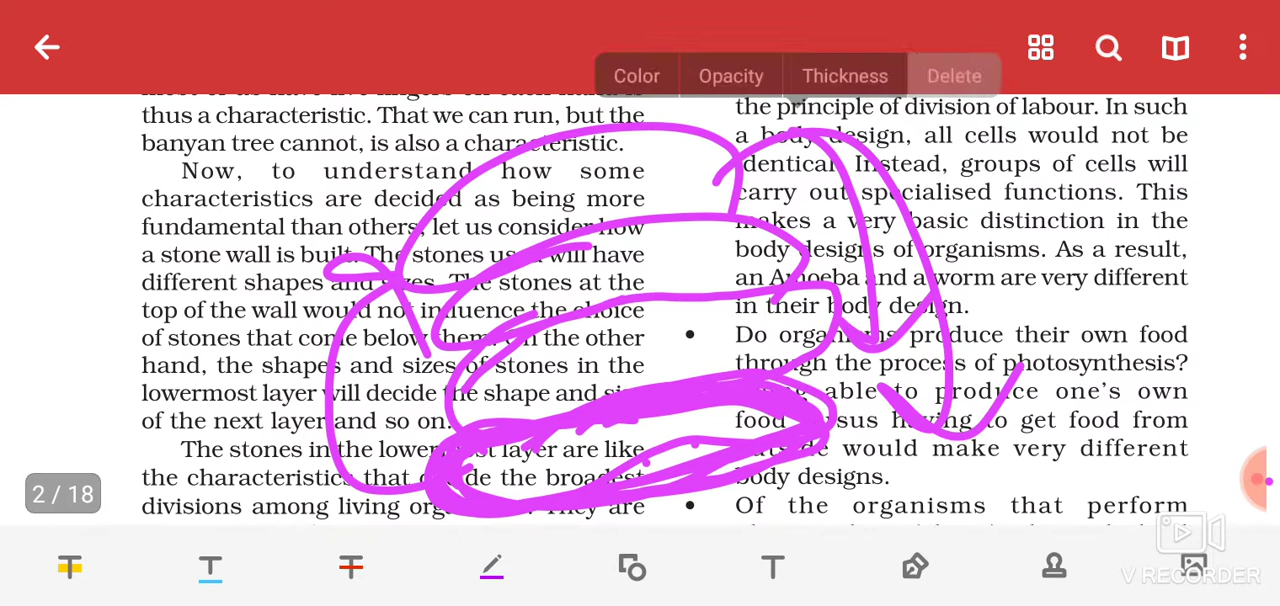 Color Opacity Thickness Delete
thus a characteristic. That we can run, but the
banyan tree cannot, is also a characteristic.
Now, to understand how some
characteristics are decided as being more
fundamental than others, let us consider how
a stone wall is built. The stones used will have
different shapes and sizes. The stones at the
top of the wall would not influence the choice
of stones that come below them. On the other
hand, the shapes and sizes of stones in the
lowermost layer will decide the shape and size
of the next layer and so on.
The stones in the lowermost layer are like
the characteristics that decide the broadest
divisions among living organisms. They are
the principle of division of labour. In such
a body design, all cells would not be
identical. Instead, groups of cells will
carry out specialised functions. This
makes a very basic distinction in the
body designs of organisms. As a result,
an Amoeba and a worm are very different
in their body design.
• Do organisms produce their own food
through the process of photosynthesis?
able to produce one's own
food versus having to get food from
outside would make very different
body designs.
• Of the organisms that perform
2 / 18
V RECORDER